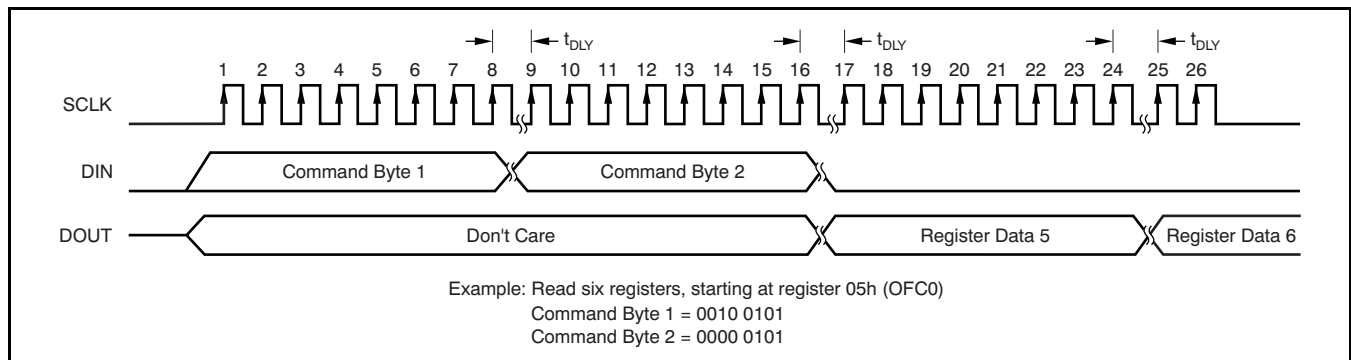 tDLY tDLY tDLY
1 2 3 4 5 6 7 8 9 10 11 12 13 14 15 16 17 18 19 20 21 22 23 24 25 26
SCLK
DIN Command Byte 1 Command Byte 2
DOUT Don't Care Register Data 5 Register Data 6
Example: Read six registers, starting at register 05h (OFC0)
Command Byte 1 = 0010 0101
Command Byte 2 = 0000 0101